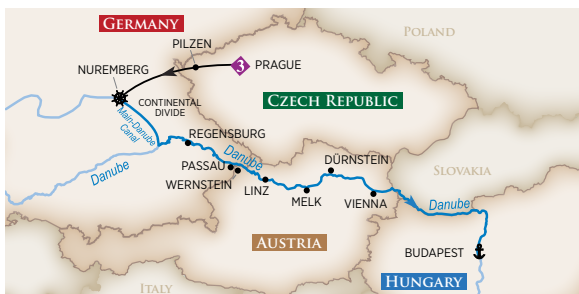 GERMANY
POLAND
PILZEN
3
PRAGUE
NUREMBERG
CONTINENTAL
DIVIDE
Main-Danube
Canal
CZECH REPUBLIC
REGENSBURG
Danube
Danube
PASSAU
WERNSTEIN
LINZ
DÜRNSTEIN
MELK
VIENNA
SLOVAKIA
Danube
AUSTRIA
BUDAPEST
HUNGARY
ITALY